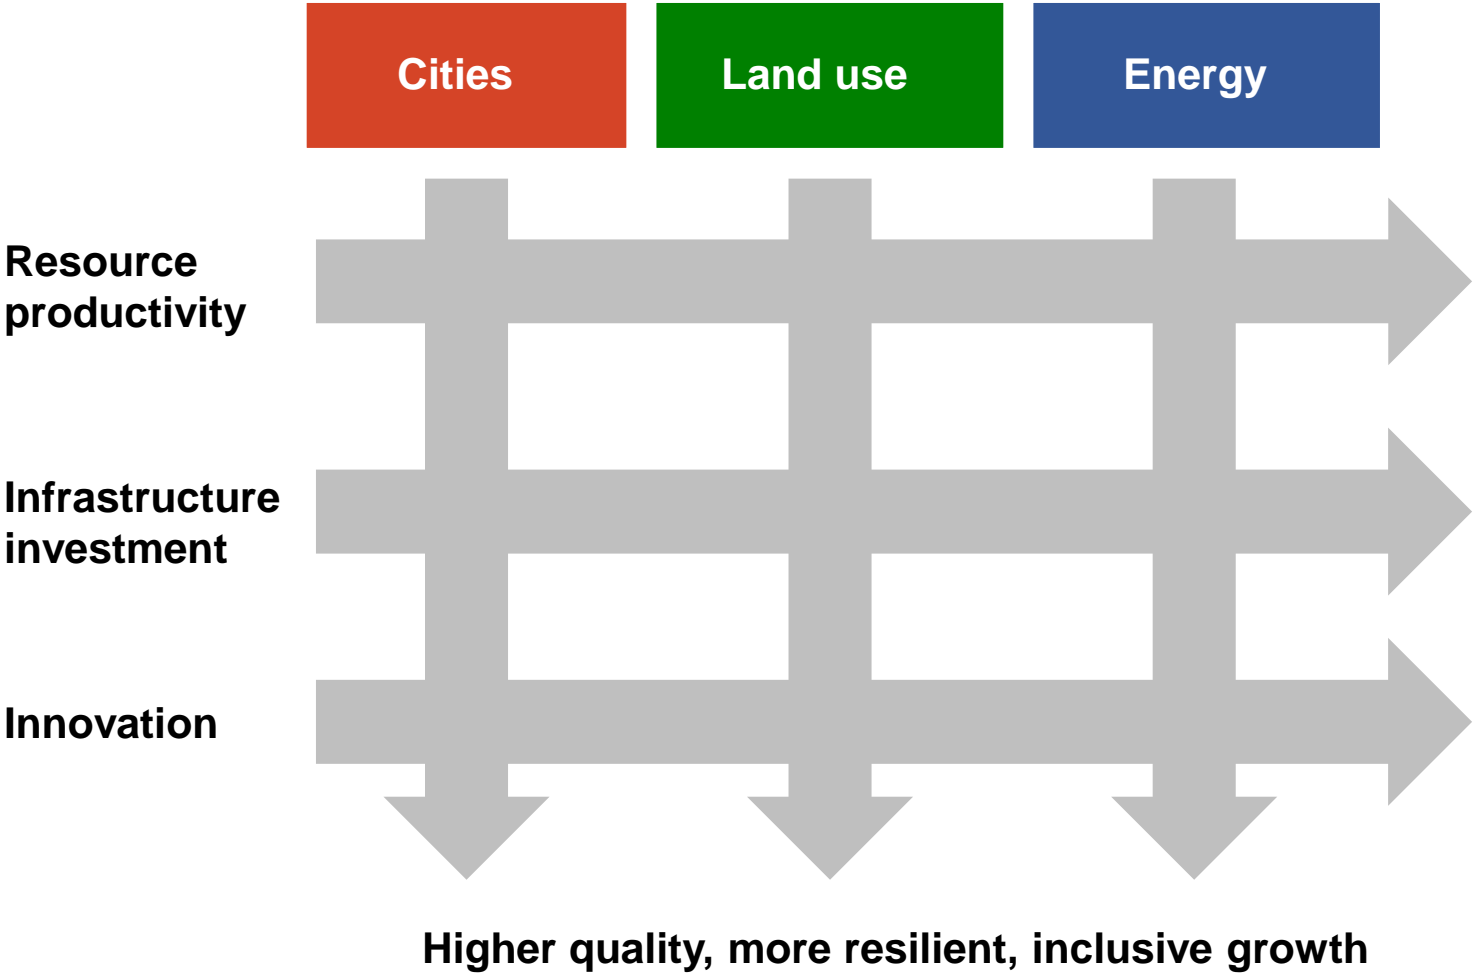 Cities
Land use
Energy
Resource
productivity
Infrastructure
investment
Innovation
Higher quality, more resilient, inclusive growth